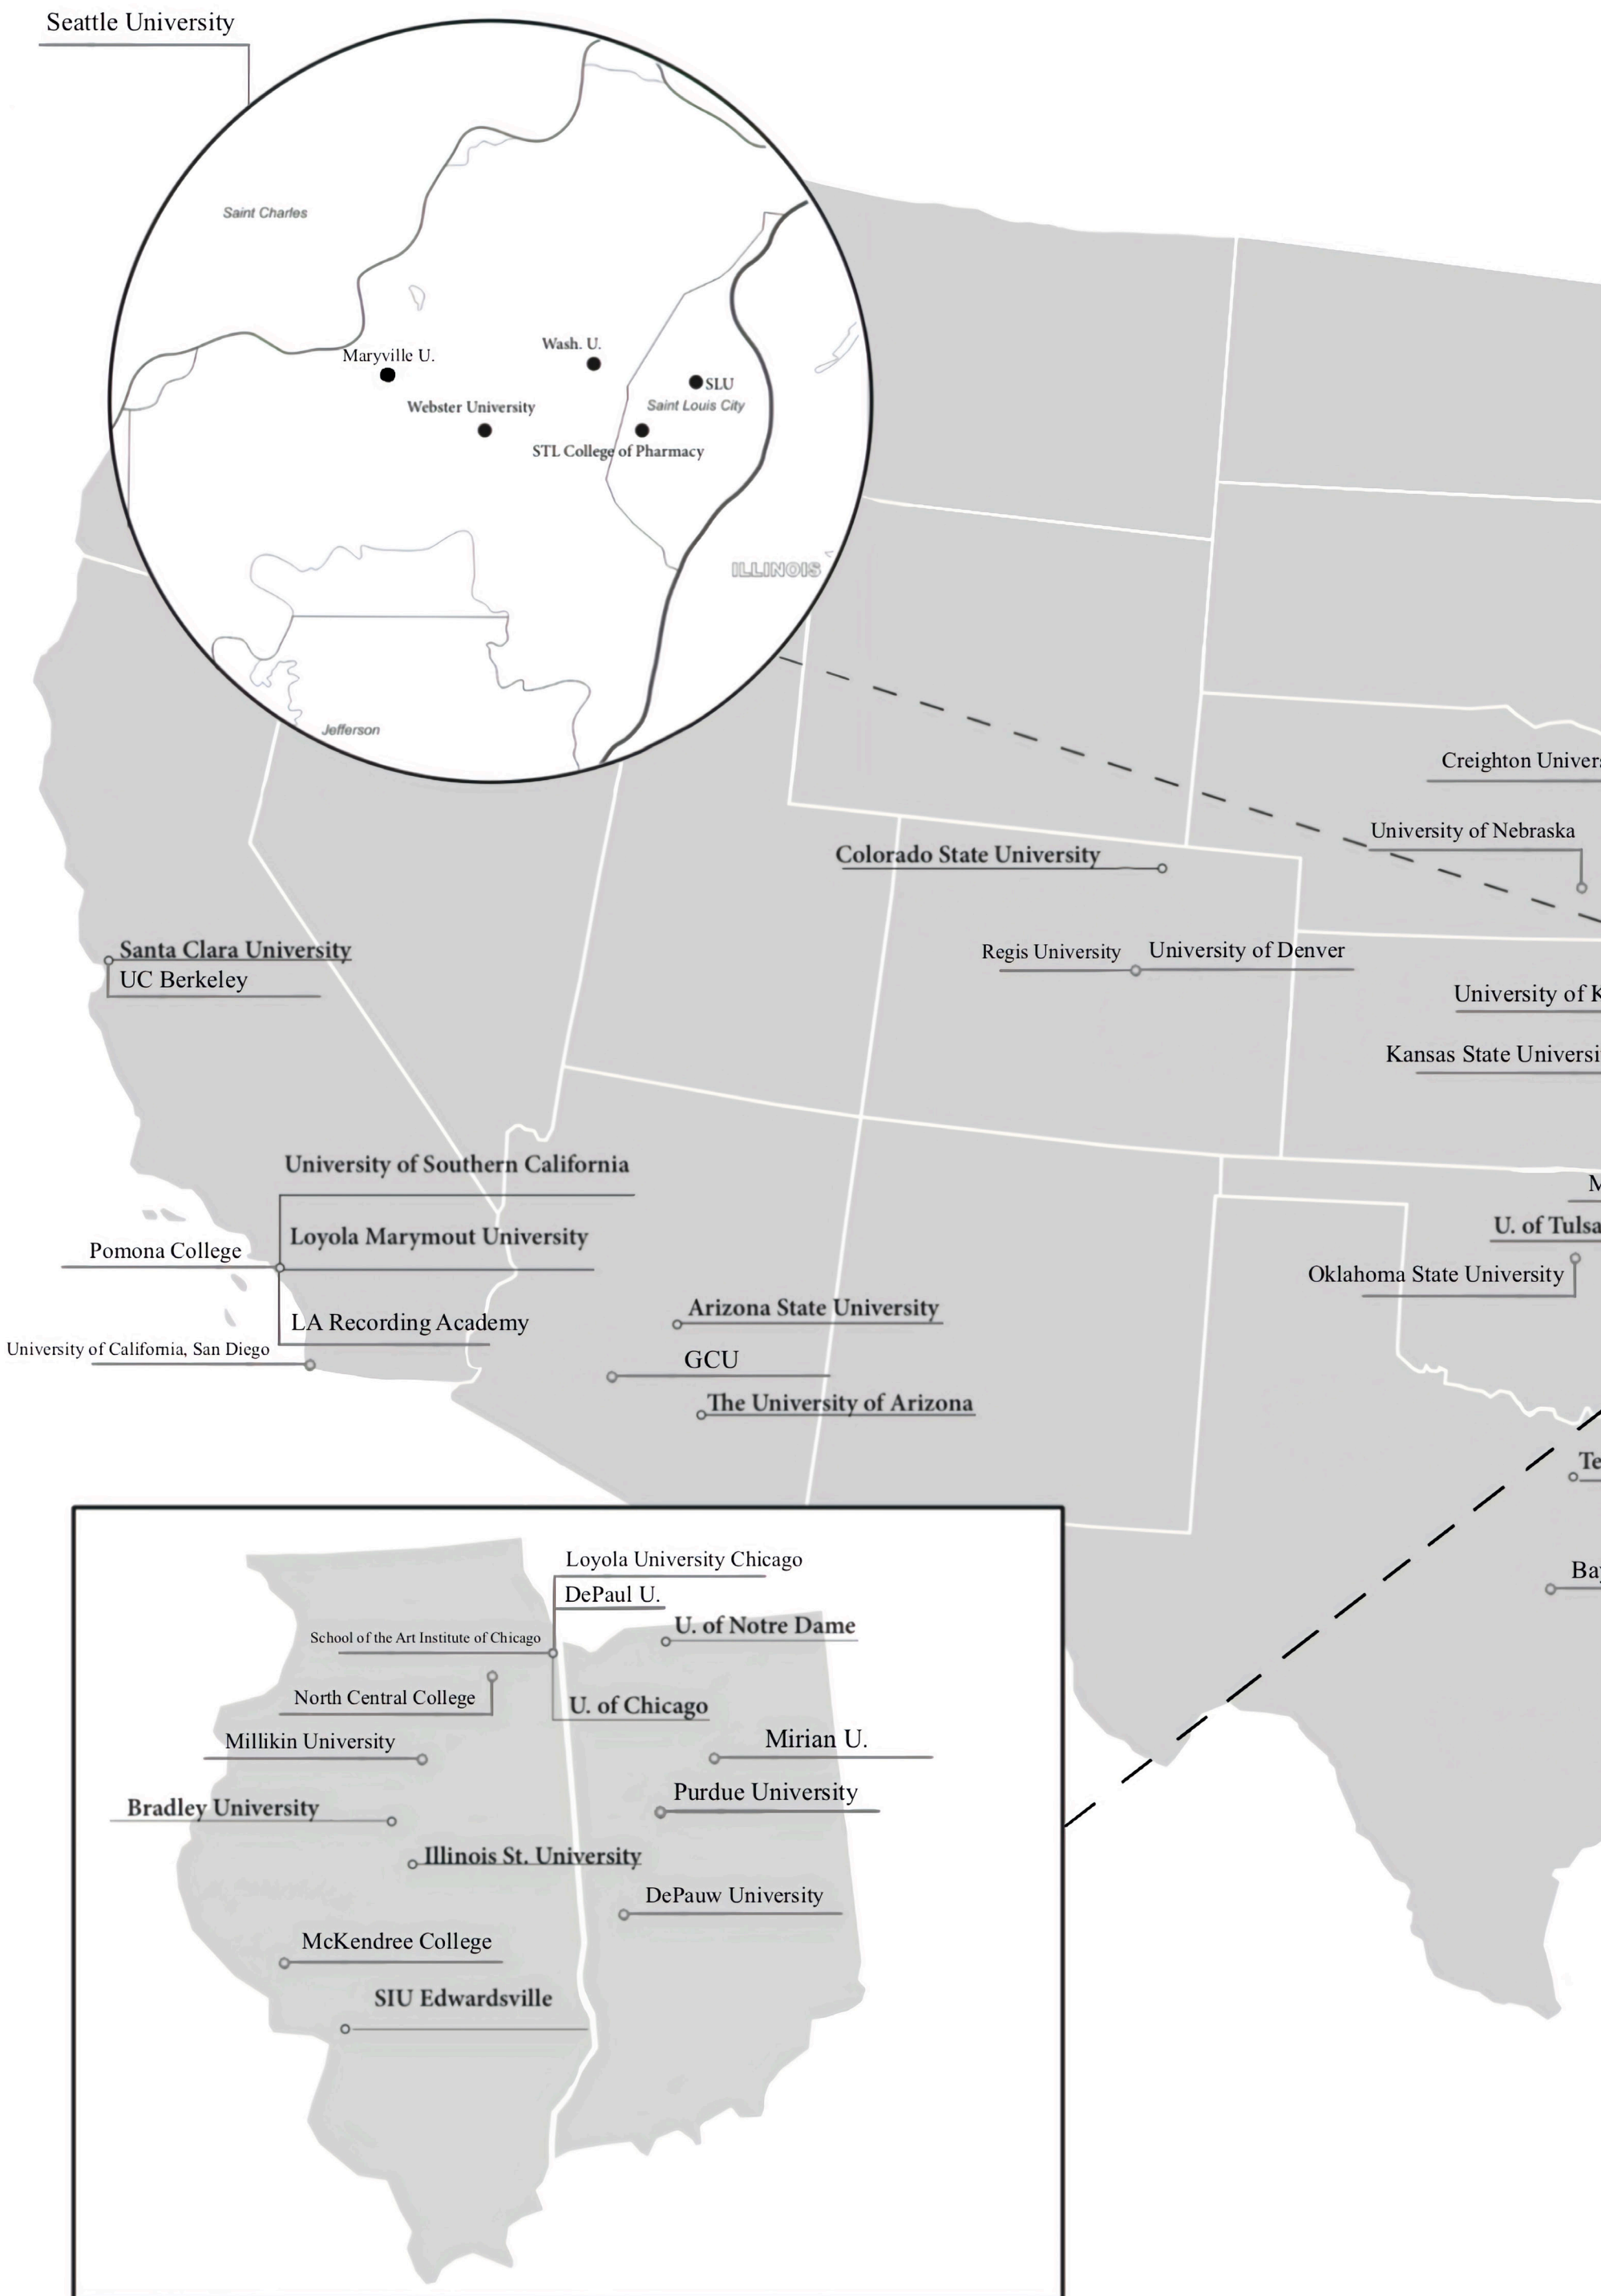 Seattle University
Saint Charles
Maryville U.
Wash. U.
SLU
Webster University
Saint Louis City
STL College of Pharmacy
ILLINOIS
Jefferson
Creighton Univers
University of Nebraska
Colorado State University
Santa Clara University
UC Berkeley
Regis University
University of Denver
University of K
Kansas State Universi
University of Southern California
M
U. of Tulsa
Loyola Marymout University
Pomona College
Oklahoma State University
LA Recording Academy
Arizona State University
University of California, San Diego
GCU
The University of Arizona
Te
Bay
Loyola University Chicago
DePaul U.
U. of Notre Dame
School of the Art Institute of Chicago
North Central College
U. of Chicago
Millikin University
Mirian U.
Purdue University
Bradley University
Illinois St. University
DePauw University
McKendree College
SIU Edwardsville